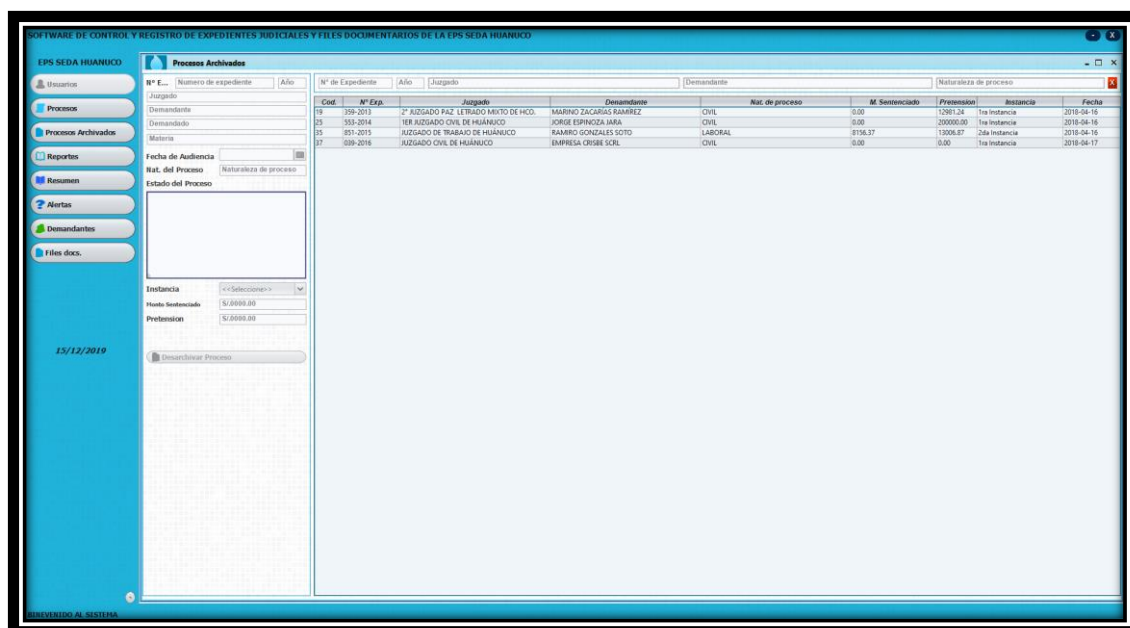 SOFTWARE DE CONTROL Y REGISTRO DE EXPEDIENTES JUDICIALES Y FILES DOCUMENTARIOS DE LA EPS SEDA HUANUCO
- X
EPS SEDA HUANUCO
Usuarios
Procesos
Procesos Archivados
Reportes
Resumen
Alertas
Demandantes
Files docs.
15/12/2019
BINEVENIDO AL SISTEMA
Procesos Archivados
Nº E... Numero de expediente Año
Juzgado
Demandante
Demandado
Materia
Fecha de Audiencia
Nat. del Proceso Naturaleza de proceso
Estado del Proceso
Instancia <<Seleccione>>
Monto Sentenciado S/.0000.00
Pretension S/.0000.00
Desarchivar Proceso
Nº de Expediente Año Juzgado Demandante Naturaleza de proceso X
Cod. Nº Exp. Juzgado Denamdante Nat. de proceso M. Sentenciado Pretension Instancia Fecha
19 359-2013 2º JUZGADO PAZ LETRADO MIXTO DE HCO. MARINO ZACARÍAS RAMÍREZ CIVIL 0.00 12981.24 1ra Instancia 2018-04-16
25 553-2014 1ER JUZGADO CIVIL DE HUÁNUCO JORGE ESPINOZA JARA CIVIL 0.00 200000.00 1ra Instancia 2018-04-16
35 851-2015 JUZGADO DE TRABAJO DE HUÁNUCO RAMIRO GONZALES SOTO LABORAL 8156.37 13006.87 2da Instancia 2018-04-16
37 039-2016 JUZGADO CIVIL DE HUÁNUCO EMPRESA CRISBE SCRL CIVIL 0.00 0.00 1ra Instancia 2018-04-17